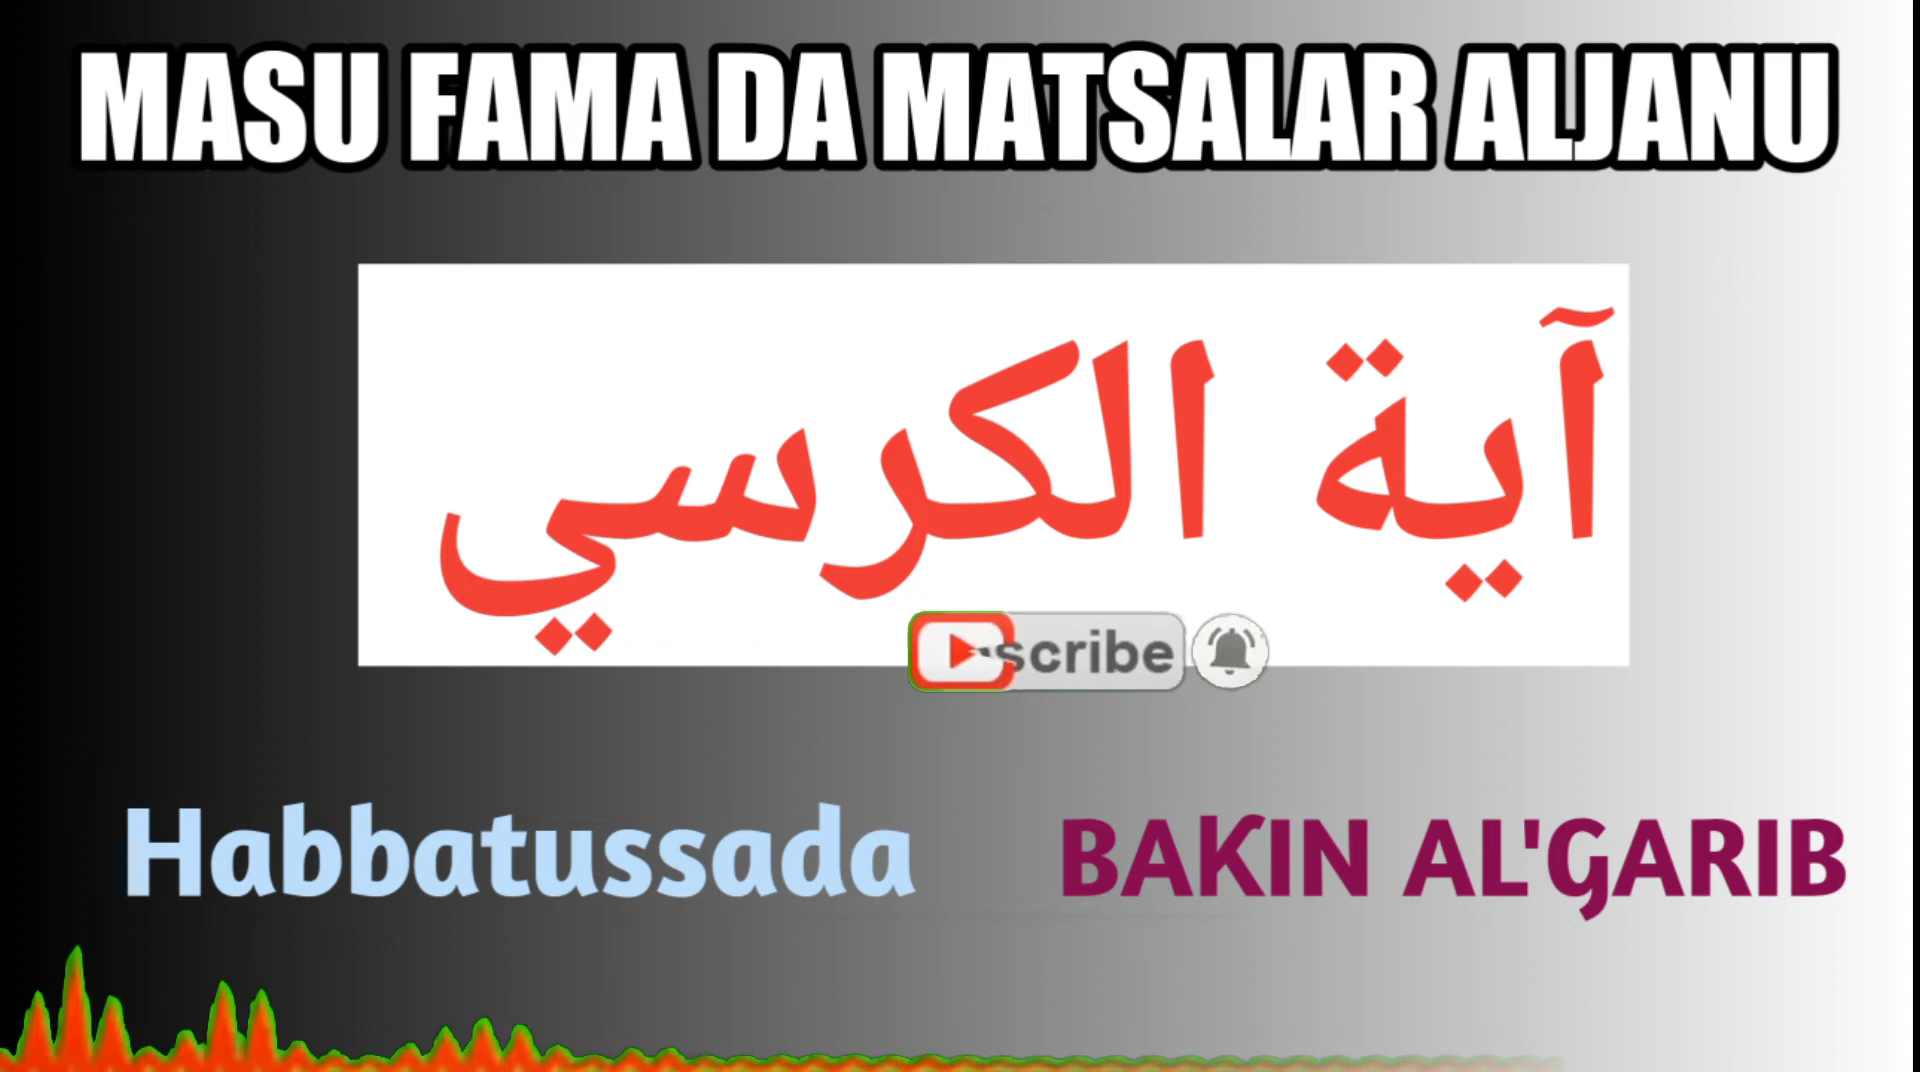 MASU FAMA DA MATSALAR ALJANU
آية الكرسي
scribe
Habbatussada BAKIN AL'GARIB